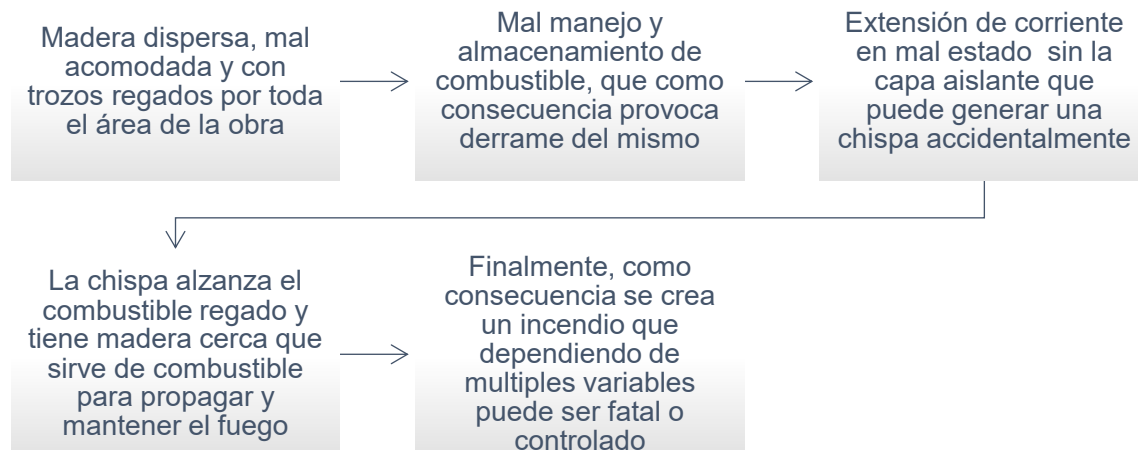 Madera dispersa, mal
acomodada y con
trozos regados por toda
el área de la obra
Mal manejo y
almacenamiento de
combustible, que como
consecuencia provoca
derrame del mismo
Extensión de corriente
en mal estado  sin la
capa aislante que
puede generar una
chispa accidentalmente
La chispa alzanza el
combustible regado y
tiene madera cerca que
sirve de combustible
para propagar y
mantener el fuego
Finalmente, como
consecuencia se crea
un incendio que
dependiendo de
multiples variables
puede ser fatal o
controlado